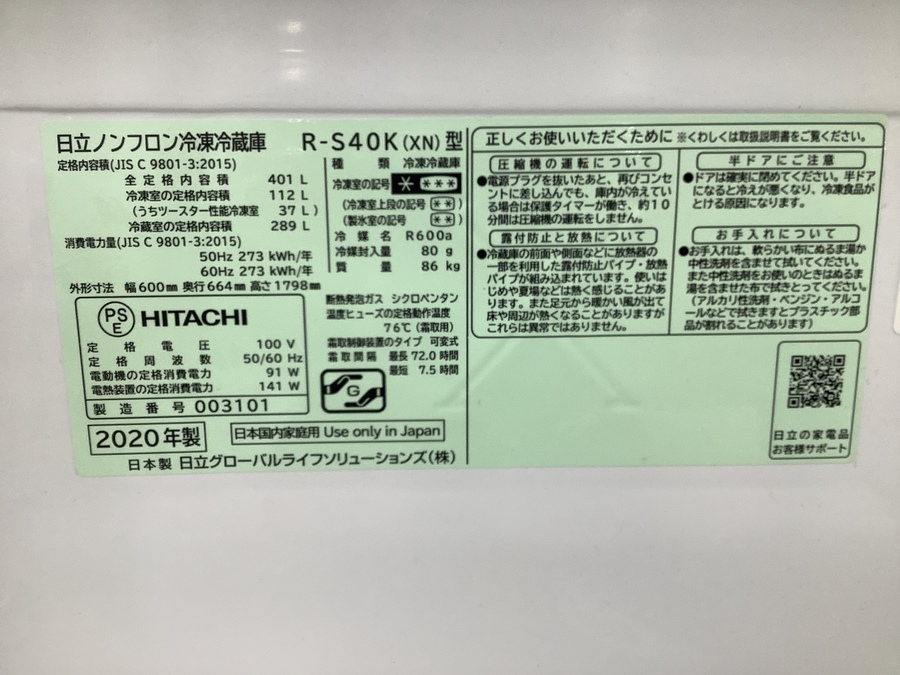 日立ノンフロン冷凍冷蔵庫 R-S40K(XN)型
定格内容積(JIS C 9801-3:2015)
全定格内容積 401 L
冷凍室の定格内容積 112 L
(うちツースター性能冷凍室 37 L)
冷蔵室の定格内容積 289 L
消費電力量(JIS C 9801-3:2015)
50Hz 273 kWh/年
60Hz 273 kWh/年
外形寸法 幅600mm 奥行664mm 高さ1798mm
種類 冷凍冷蔵庫
冷凍室の記号 * ***
(冷凍室上段の記号 **)
(製氷室の記号 **)
冷媒名 R600a
冷媒封入量 80 g
質量 86 kg
断熱発泡ガス シクロペンタン
温度ヒューズの定格動作温度
76℃(霜取用)
霜取制御装置のタイプ 可変式
霜取間隔 最長 72.0 時間
最短 7.5 時間
G
PS
E
HITACHI
定格電圧 100 V
定格周波数 50/60 Hz
電動機の定格消費電力 91 W
電熱装置の定格消費電力 141 W
製造番号 003101
2020年製
日本国内家庭用 Use only in Japan
日本製 日立グローバルライフソリューションズ(株)
正しくお使いいただくために ※くわしくは取扱説明書をご覧ください。
圧縮機の運転について
●電源プラグを抜いたあと、再びコンセ
ントに差し込んでも、庫内が冷えてい
る場合は保護タイマーが働き、約10
分間は圧縮機の運転をしません。
露付防止と放熱について
●冷蔵庫の前面や側面などに放熱器の
一部を利用した露付防止パイプ・放熱
パイプが組み込まれています。使いは
じめや夏場などは熱く感じることがあ
ります。また足元から暖かい風が出て
床や周辺が熱くなることがありますが
これらは異常ではありません。
半ドアにご注意
●ドアは確実に閉めてください。半ドア
になると冷えが悪くなり、冷凍食品が
とける原因になります。
お手入れについて
●お手入れは、軟らかい布にぬるま湯か
中性洗剤を含ませて拭いてください。
また中性洗剤をお使いのときはぬるま
湯を含ませた布で拭きとってください。
(アルカリ性洗剤・ベンジン・アルコ
ールなどで拭きますとプラスチック部
品が割れることがあります)
日立の家電品
お客様サポート